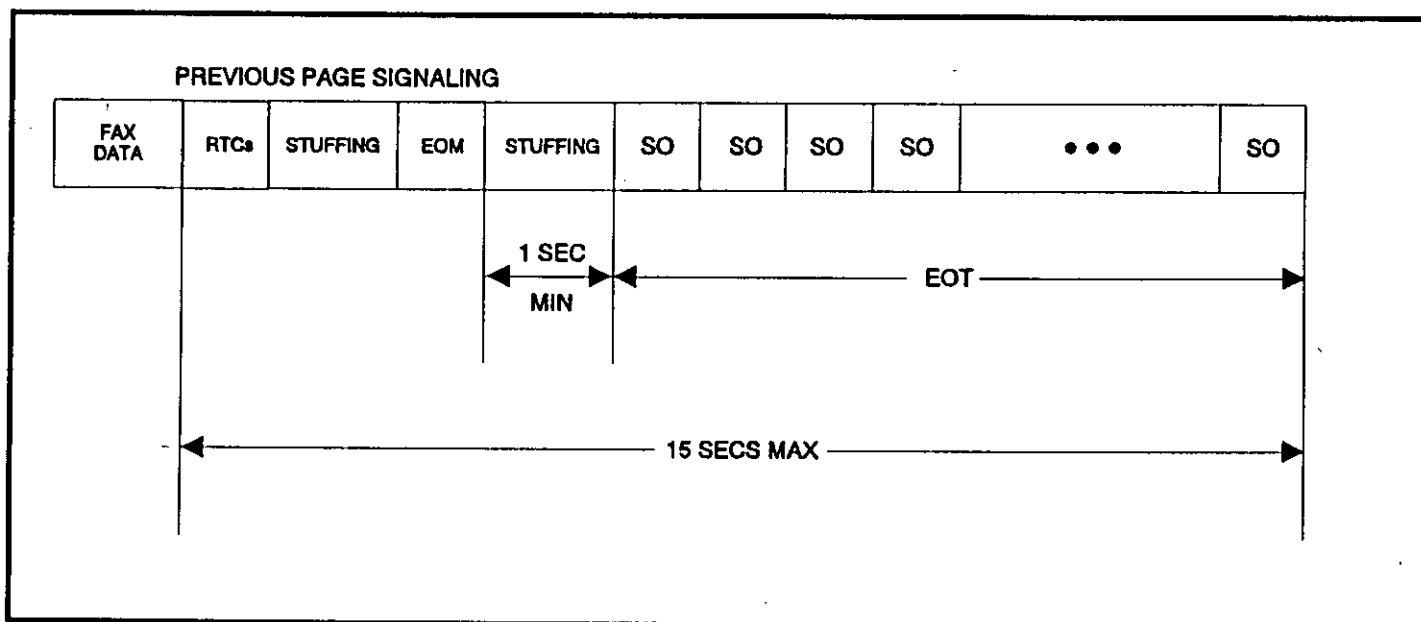 PREVIOUS PAGE SIGNALING
FAX DATA RTCs STUFFING EOM STUFFING SO SO SO SO ••• SO
1 SEC
MIN
EOT
15 SECS MAX